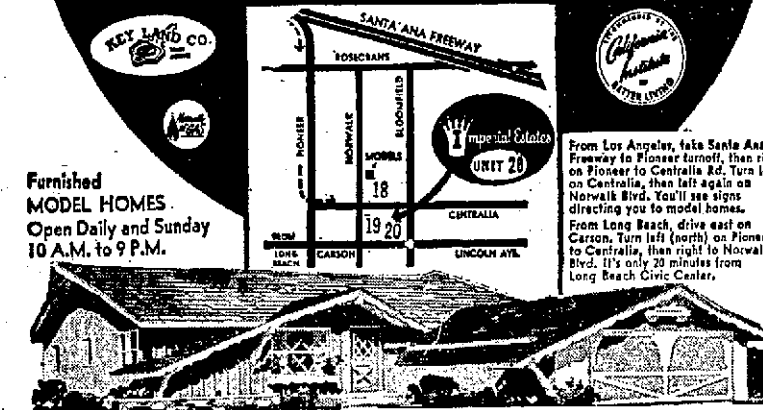 KEY LAND CO.
SANTA ANA FREEWAY
ROSECRANS
PIONEER
NORWALK
BLOOMFIELD
MODELS
18
19 20
CENTRALIA
LONG BEACH
CARSON
LINCOLN AVE.
Imperial Estates
UNIT 20
California
Institute
BETTER LIVING
Furnished
MODEL HOMES
Open Daily and Sunday
10 A.M. to 9 P.M.
From Los Angeles, take Santa Ana
Freeway to Pioneer turnoff, then ri
on Pioneer to Centralia Rd. Turn l
on Centralia, then left again on
Norwalk Blvd. You'll see signs
directing you to model homes.
From Long Beach, drive east on
Carson. Turn left (north) on Pione
to Centralia, then right to Norwal
Blvd. It's only 20 minutes from
Long Beach Civic Center.